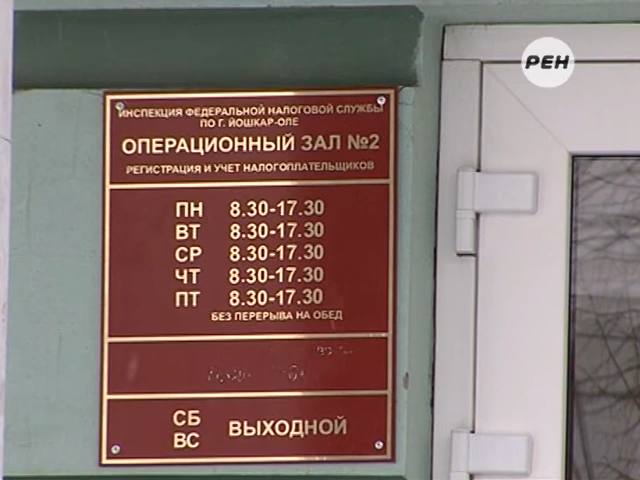 РЕН
ИНСПЕКЦИЯ ФЕДЕРАЛЬНОЙ НАЛОГОВОЙ СЛУЖБЫ
ПО Г. ЙОШКАР-ОЛЕ
ОПЕРАЦИОННЫЙ ЗАЛ №2
РЕГИСТРАЦИЯ И УЧЕТ НАЛОГОПЛАТЕЛЬЩИКОВ
ПН 8.30-17.30
ВТ 8.30-17.30
СР 8.30-17.30
ЧТ 8.30-17.30
ПТ 8.30-17.30
БЕЗ ПЕРЕРЫВА НА ОБЕД
СБ
ВС ВЫХОДНОЙ